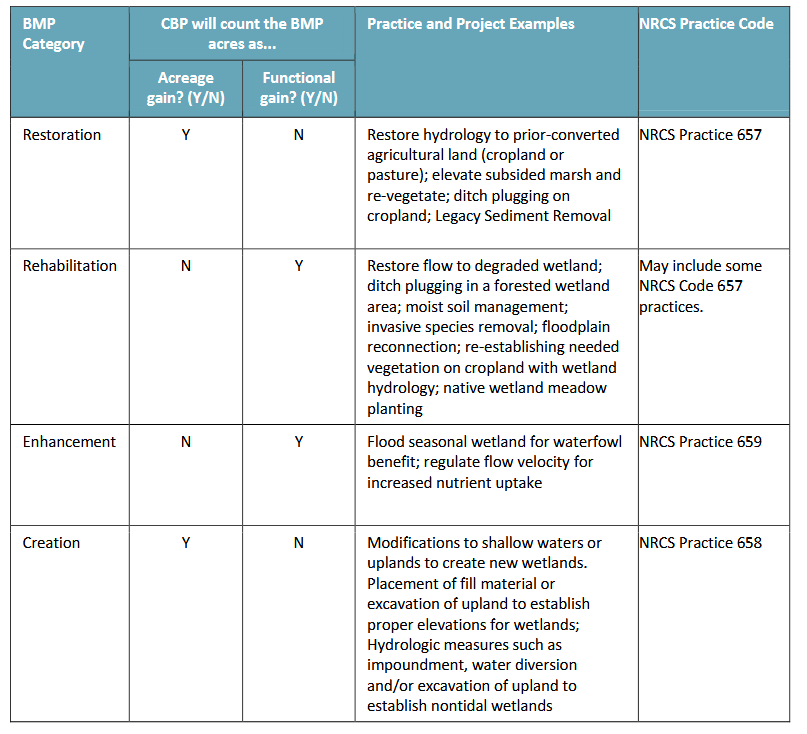 BMP
Category
CBP will count the BMP
acres as...
Practice and Project Examples
NRCS Practice Code
Acreage
gain? (Y/N)
Functional
gain? (Y/N)
Restoration
Y
N
Restore hydrology to prior-converted
agricultural land (cropland or
pasture); elevate subsided marsh and
re-vegetate; ditch plugging on
cropland; Legacy Sediment Removal
NRCS Practice 657
Rehabilitation
N
Y
Restore flow to degraded wetland;
ditch plugging in a forested wetland
area; moist soil management;
invasive species removal; floodplain
reconnection; re-establishing needed
vegetation on cropland with wetland
hydrology; native wetland meadow
planting
May include some
NRCS Code 657
practices.
Enhancement
N
Y
Flood seasonal wetland for waterfowl
benefit; regulate flow velocity for
increased nutrient uptake
NRCS Practice 659
Creation
Y
N
Modifications to shallow waters or
uplands to create new wetlands.
Placement of fill material or
excavation of upland to establish
proper elevations for wetlands;
Hydrologic measures such as
impoundment, water diversion
and/or excavation of upland to
establish nontidal wetlands
NRCS Practice 658